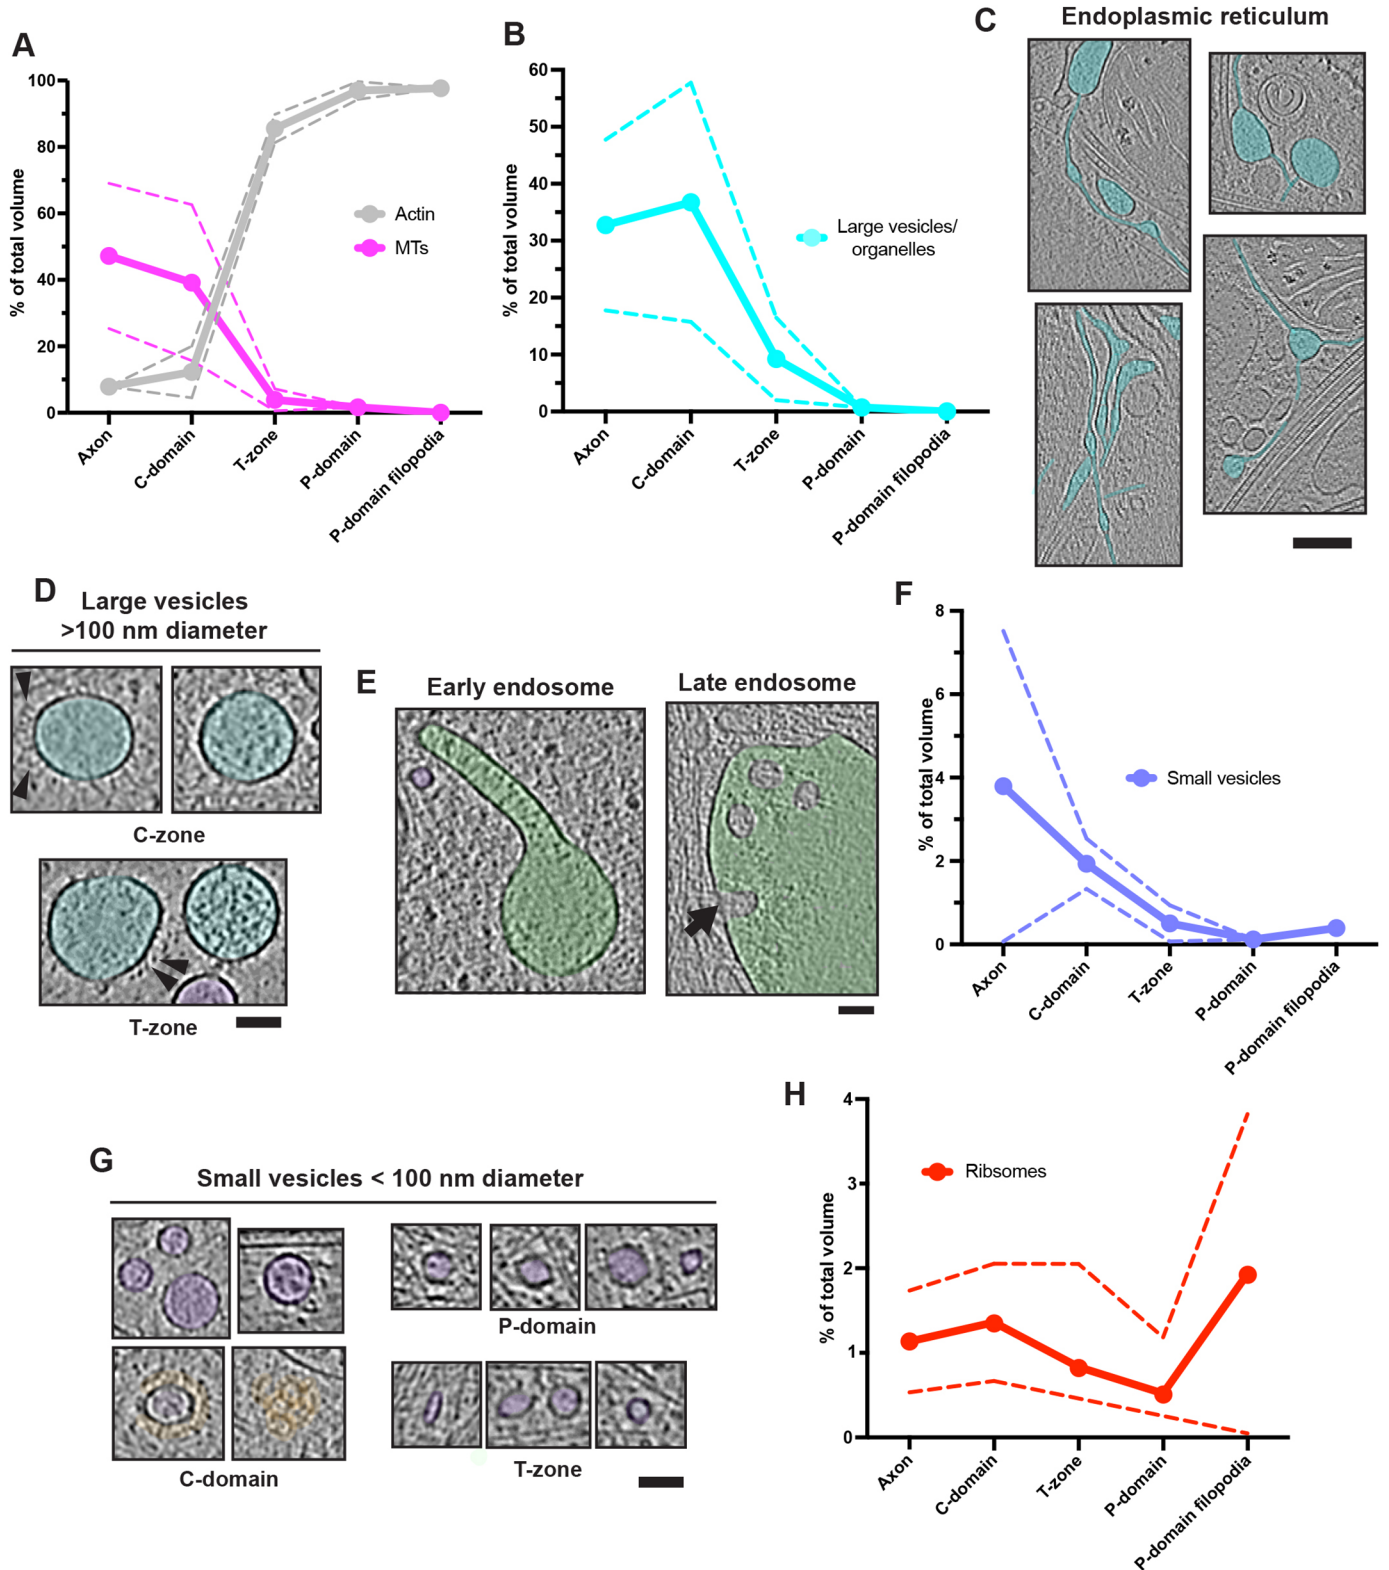 A
% of total volume
100
80
60
40
20
0
Actin
MTs
Axon
C-domain
T-zone
P-domain
P-domain filopodia
B
% of total volume
60
50
40
30
20
10
0
Large vesicles/
organelles
Axon
C-domain
T-zone
P-domain
P-domain filopodia
C
Endoplasmic reticulum
D
Large vesicles
>100 nm diameter
C-zone
T-zone
E
Early endosome
Late endosome
F
% of total volume
8
6
4
2
0
Small vesicles
Axon
C-domain
T-zone
P-domain
P-domain filopodia
G
Small vesicles < 100 nm diameter
P-domain
C-domain
T-zone
H
% of total volume
4
3
2
1
0
Ribsomes
Axon
C-domain
T-zone
P-domain
P-domain filopodia